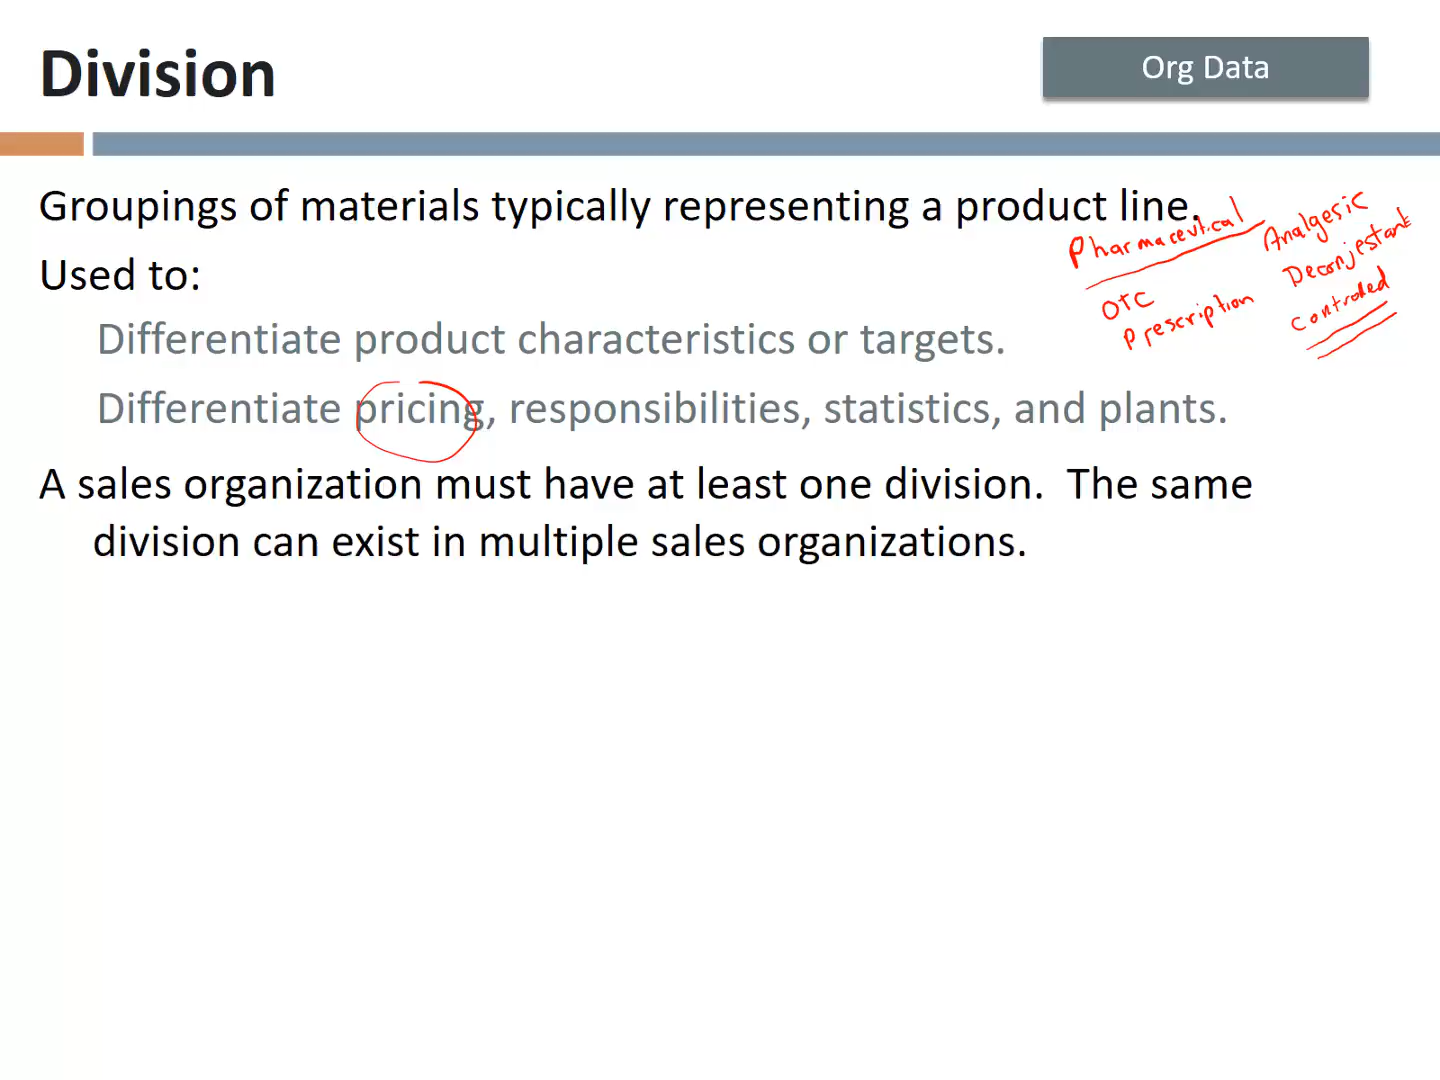 Division
Org Data
Groupings of materials typically representing a product line.
Used to:
Differentiate product characteristics or targets.
Differentiate pricing, responsibilities, statistics, and plants.
A sales organization must have at least one division. The same
division can exist in multiple sales organizations.
Pharmaceutical
OTC
Prescription
Analgesic
Deconjestant
controlled